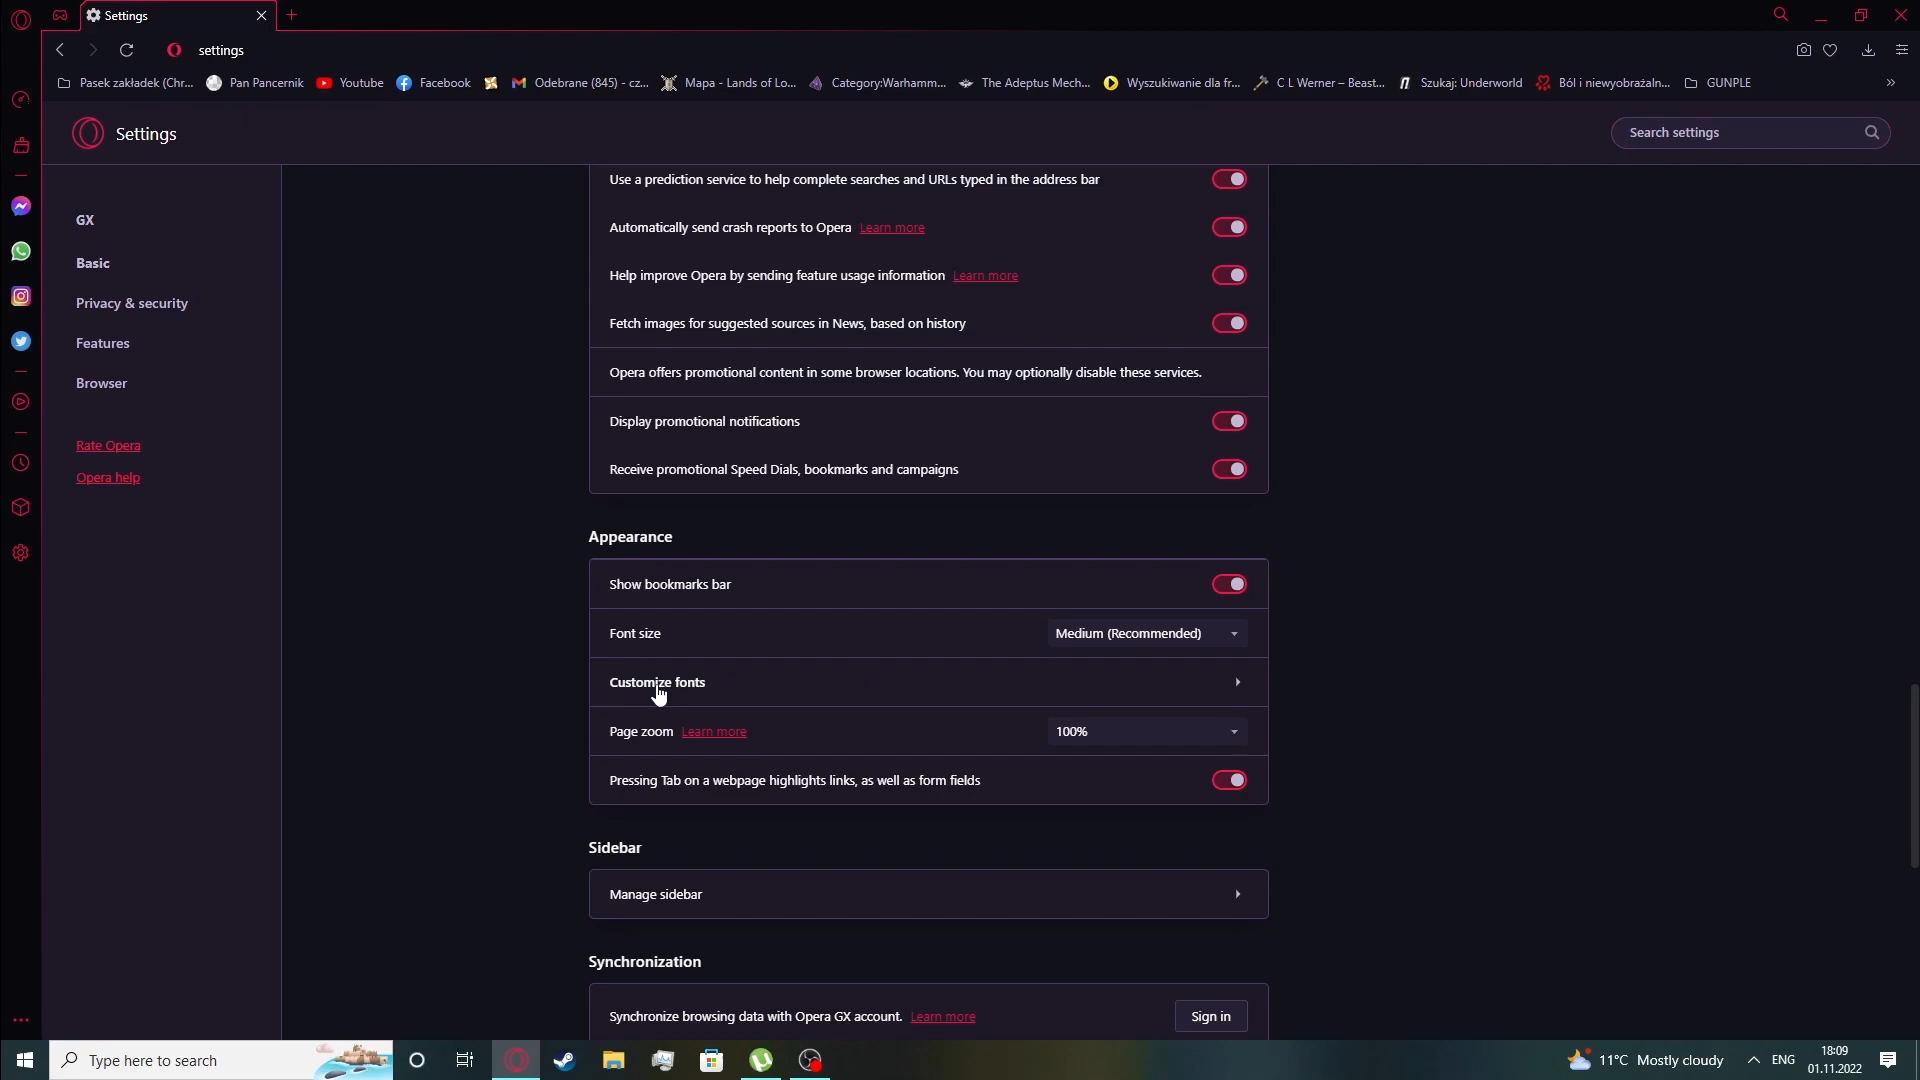 Settings
settings
Pasek zakładek (Chr... Pan Pancernik Youtube Facebook Odebrane (845) - cz... Mapa - Lands of Lo... Category:Warhamm... The Adeptus Mech... Wyszukiwanie dla fr... C L Werner – Beast... Szukaj: Underworld Ból i niewyobrażaln... GUNPLE »
Settings
Search settings
GX
Basic
Privacy & security
Features
Browser
Rate Opera
Opera help
Use a prediction service to help complete searches and URLs typed in the address bar
Automatically send crash reports to Opera Learn more
Help improve Opera by sending feature usage information Learn more
Fetch images for suggested sources in News, based on history
Opera offers promotional content in some browser locations. You may optionally disable these services.
Display promotional notifications
Receive promotional Speed Dials, bookmarks and campaigns
Appearance
Show bookmarks bar
Font size Medium (Recommended)
Customize fonts
Page zoom Learn more 100%
Pressing Tab on a webpage highlights links, as well as form fields
Sidebar
Manage sidebar
Synchronization
Synchronize browsing data with Opera GX account. Learn more Sign in
Type here to search
11°C Mostly cloudy ENG
18:09
01.11.2022